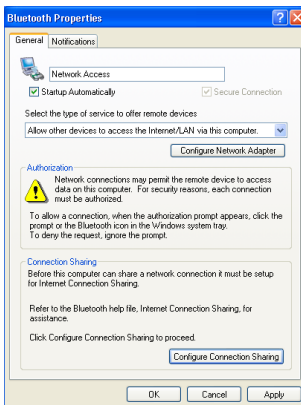 Bluetooth Properties
General Notifications
Network Access
Startup Automatically Secure Connection
Select the type of service to offer remote devices
Allow other devices to access the Internet/LAN via this computer.
Configure Network Adapter
Authorization
Network connections may permit the remote device to access
data on this computer. For security reasons, each connection
must be authorized.
To allow a connection, when the authorization prompt appears, click the
prompt or the Bluetooth icon in the Windows system tray.
To deny the request, ignore the prompt.
Connection Sharing
Before this computer can share a network connection it must be setup
for Internet Connection Sharing.
Refer to the Bluetooth help file, Internet Connection Sharing, for
assistance.
Click Configure Connection Sharing to proceed.
Configure Connection Sharing
OK Cancel Apply